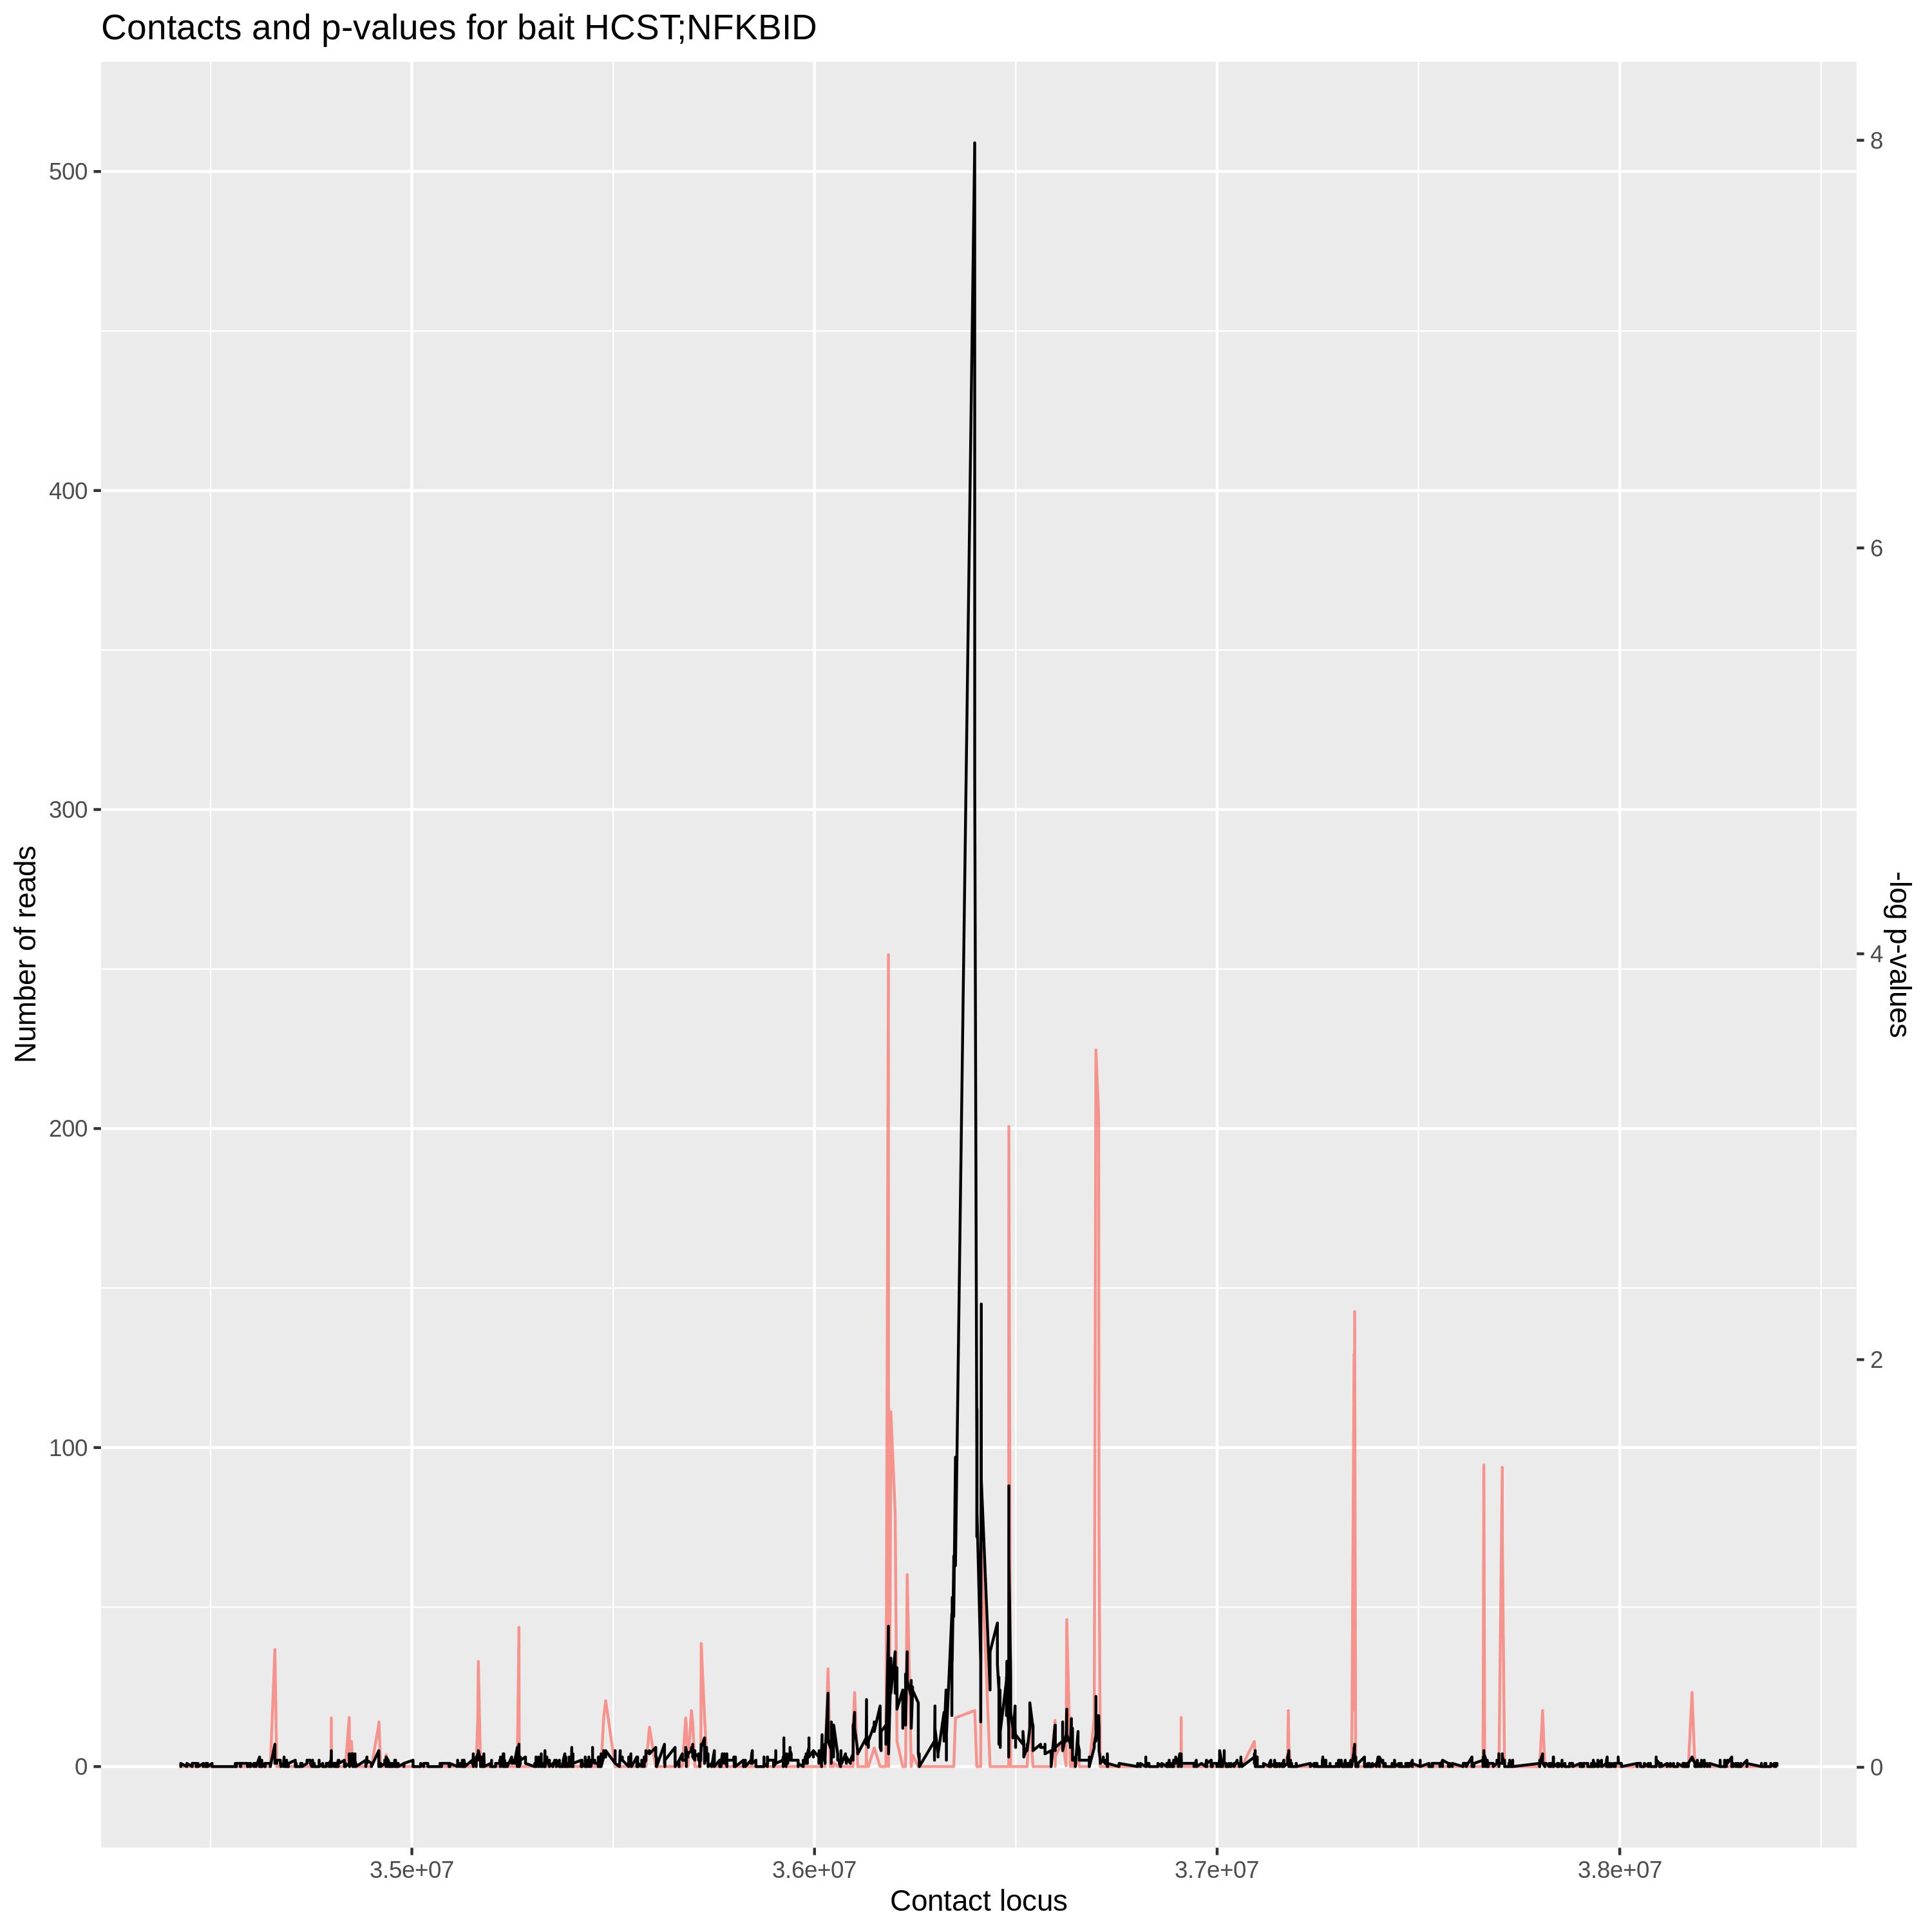 Contacts and p-values for bait HCST;NFKBID
500
400
300
200
100
0
Number of reads
8
6
4
2
0
-log p-values
3.5e+07
3.6e+07
3.7e+07
3.8e+07
Contact locus